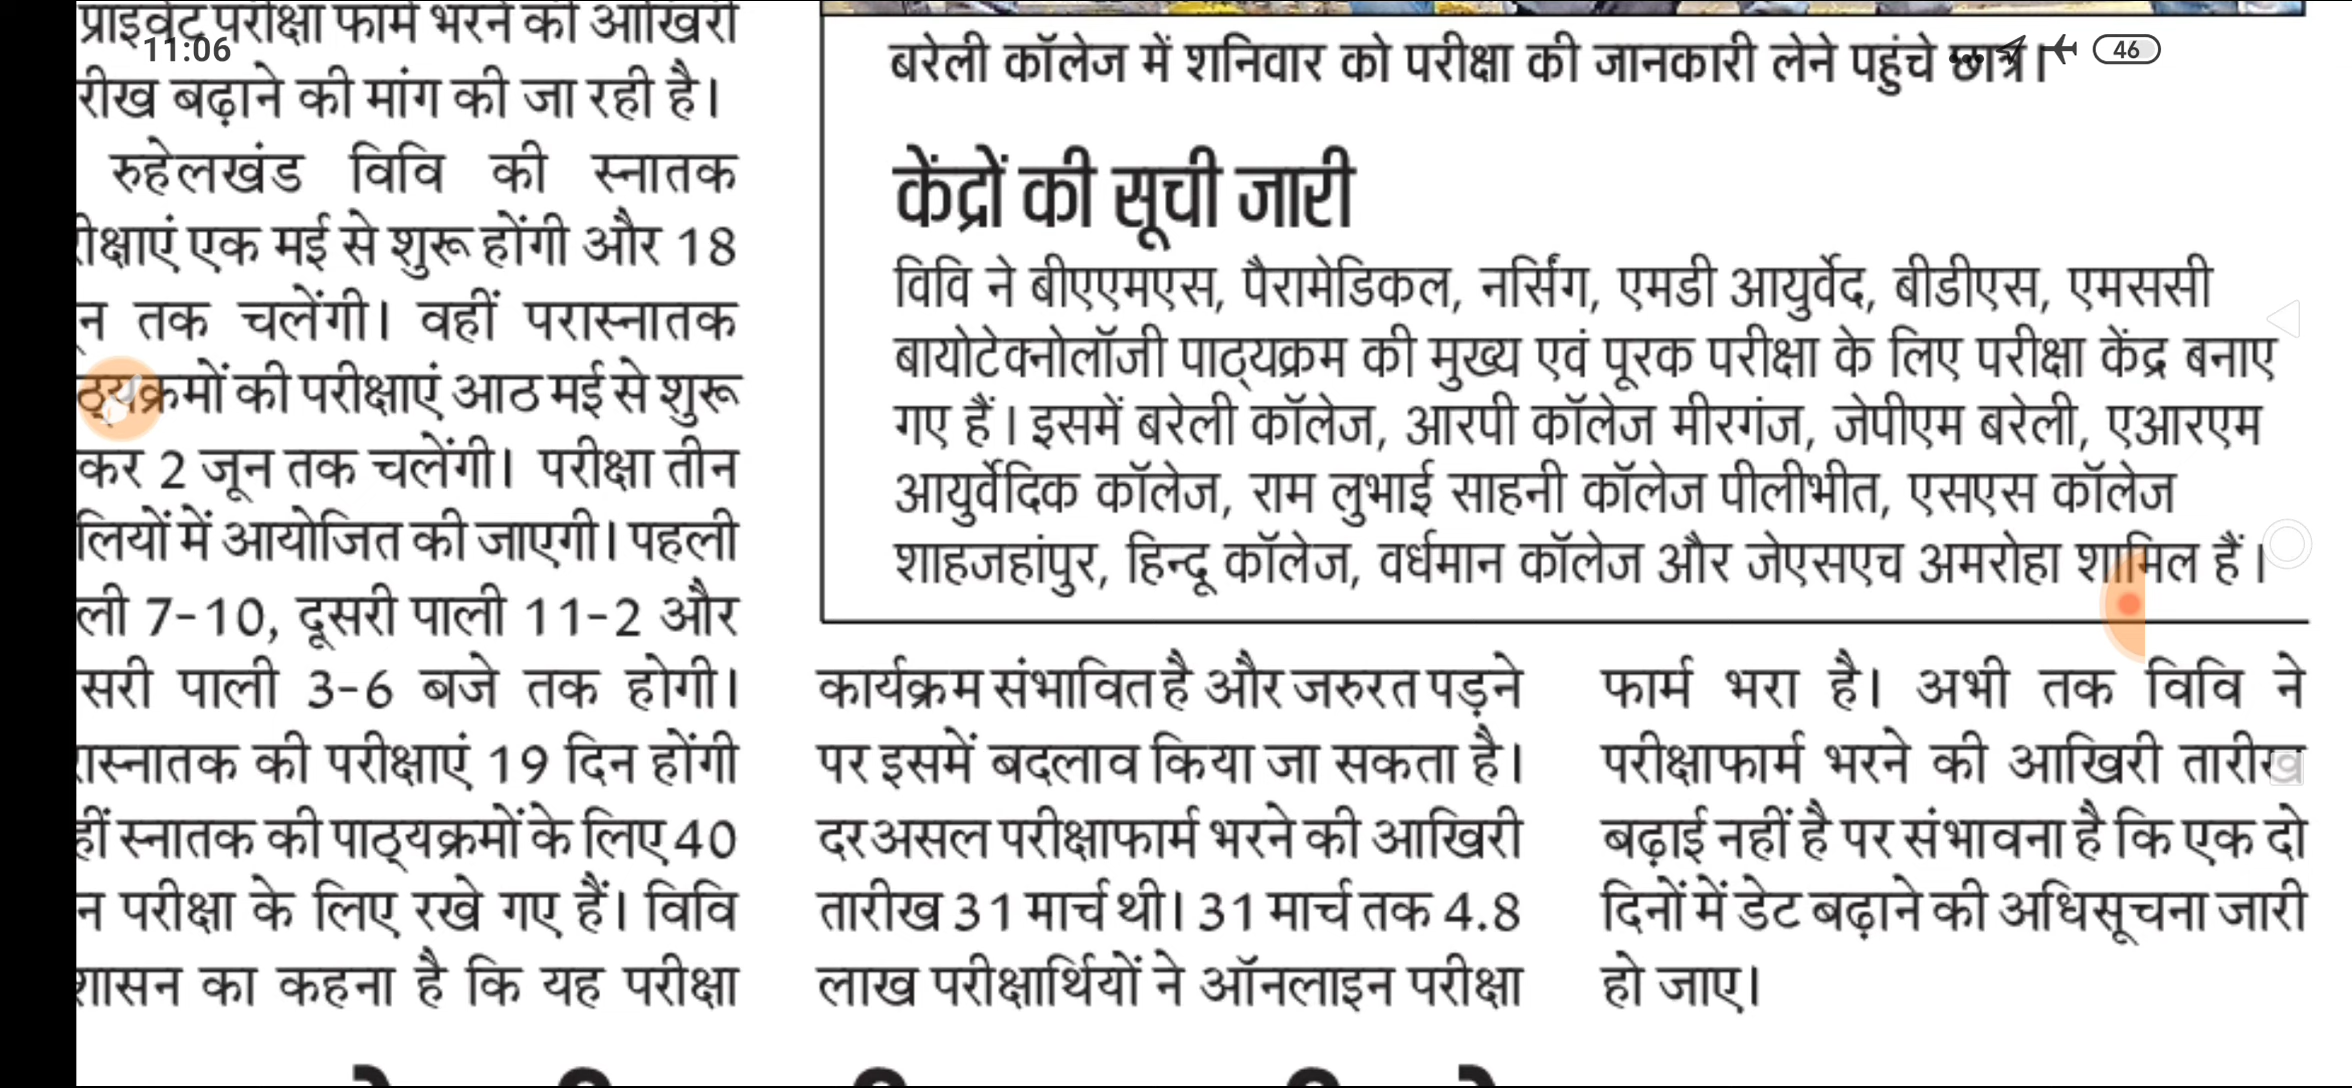 प्राइवेट परीक्षा फार्म भरने की आखिरी
रीख बढ़ाने की मांग की जा रही है।
रुहेलखंड विवि की स्नातक
रीक्षाएं एक मई से शुरू होंगी और 18
न तक चलेंगी। वहीं परास्नातक
ठ्यक्रमों की परीक्षाएं आठ मई से शुरू
कर 2 जून तक चलेंगी। परीक्षा तीन
लियों में आयोजित की जाएगी। पहली
ली 7-10, दूसरी पाली 11-2 और
सरी पाली 3-6 बजे तक होगी।
रास्नातक की परीक्षाएं 19 दिन होंगी
हीं स्नातक की पाठ्यक्रमों के लिए 40
न परीक्षा के लिए रखे गए हैं। विवि
शासन का कहना है कि यह परीक्षा
11:06
46
बरेली कॉलेज में शनिवार को परीक्षा की जानकारी लेने पहुंचे छात्र।
केंद्रों की सूची जारी
विवि ने बीएएमएस, पैरामेडिकल, नर्सिंग, एमडी आयुर्वेद, बीडीएस, एमससी
बायोटेक्नोलॉजी पाठ्यक्रम की मुख्य एवं पूरक परीक्षा के लिए परीक्षा केंद्र बनाए
गए हैं। इसमें बरेली कॉलेज, आरपी कॉलेज मीरगंज, जेपीएम बरेली, एआरएम
आयुर्वेदिक कॉलेज, राम लुभाई साहनी कॉलेज पीलीभीत, एसएस कॉलेज
शाहजहांपुर, हिन्दू कॉलेज, वर्धमान कॉलेज और जेएसएच अमरोहा शामिल हैं।
कार्यक्रम संभावित है और जरुरत पड़ने
पर इसमें बदलाव किया जा सकता है।
दरअसल परीक्षाफार्म भरने की आखिरी
तारीख 31 मार्च थी। 31 मार्च तक 4.8
लाख परीक्षार्थियों ने ऑनलाइन परीक्षा
फार्म भरा है। अभी तक विवि ने
परीक्षाफार्म भरने की आखिरी तारीख
बढ़ाई नहीं है पर संभावना है कि एक दो
दिनों में डेट बढ़ाने की अधिसूचना जारी
हो जाए।